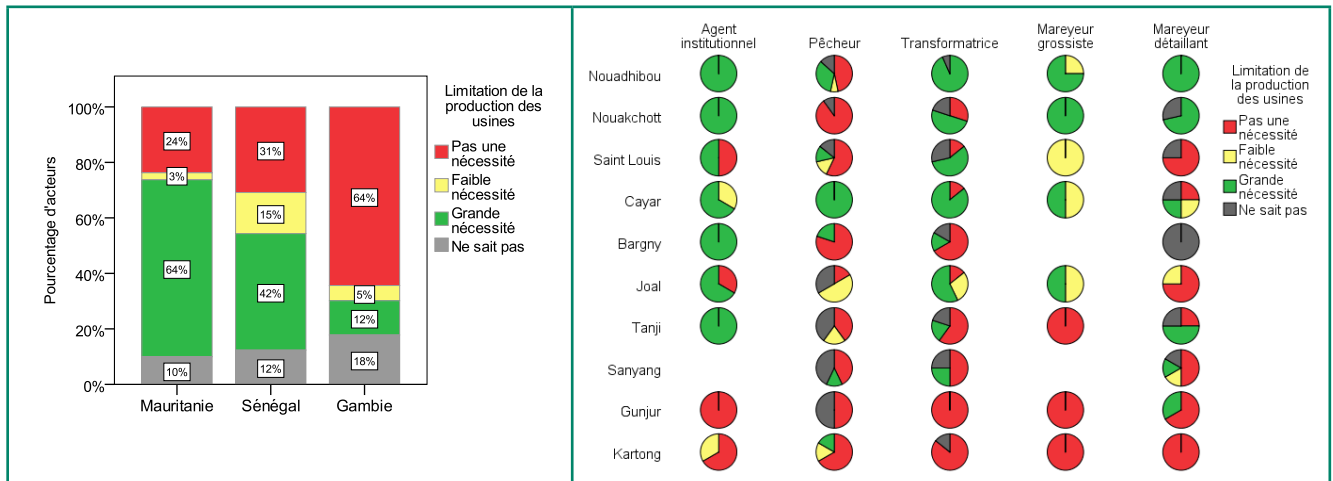 Pourcentage d'acteurs
100%
80%
60%
40%
20%
0%
24%
3%
64%
10%
31%
15%
42%
12%
64%
5%
12%
18%
Mauritanie
Sénégal
Gambie
Limitation de la
production des
usines
Pas une
nécessité
Faible
nécessité
Grande
nécessité
Ne sait pas
Agent
institutionnel
Pêcheur
Transformatrice
Mareyeur
grossiste
Mareyeur
détaillant
Nouadhibou
Nouakchott
Saint Louis
Cayar
Bargny
Joal
Tanji
Sanyang
Gunjur
Kartong
Limitation de
la production
des usines
Pas une
nécessité
Faible
nécessité
Grande
nécessité
Ne sait pas